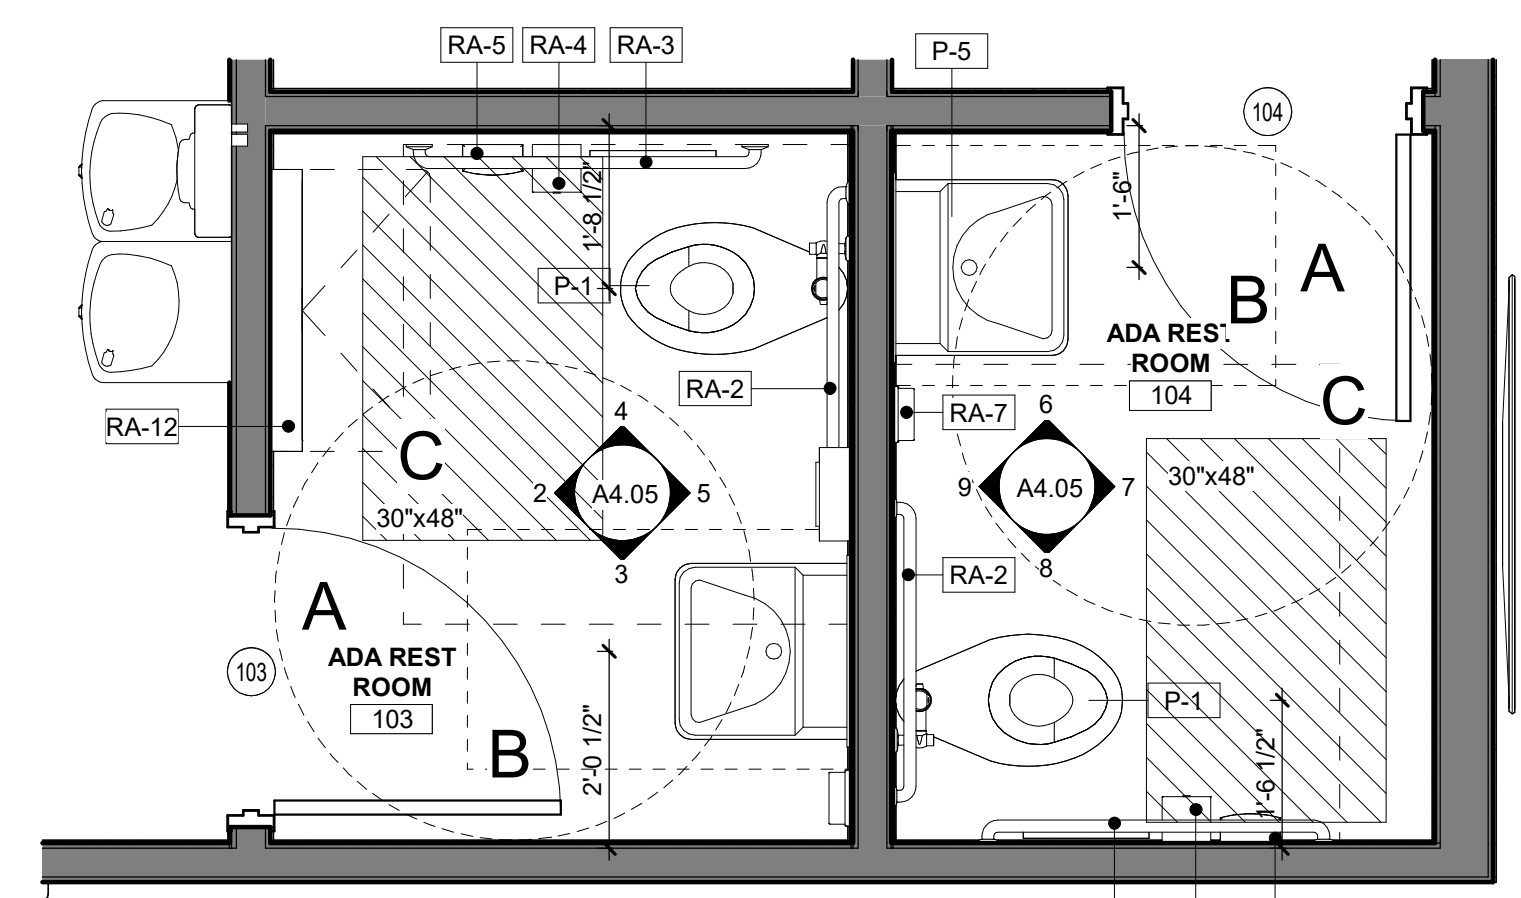 RA-5
RA-4
RA-3
P-5
104
1'-8 1/2"
1'-6"
A
B
P-1
ADA REST
ROOM
104
RA-2
C
RA-7
RA-12
C
4
2
A4.05
5
3
6
9
A4.05
7
8
30"x48"
30"x48"
RA-2
A
103
ADA REST
ROOM
103
B
2'-0 1/2"
P-1
1'-6 1/2"